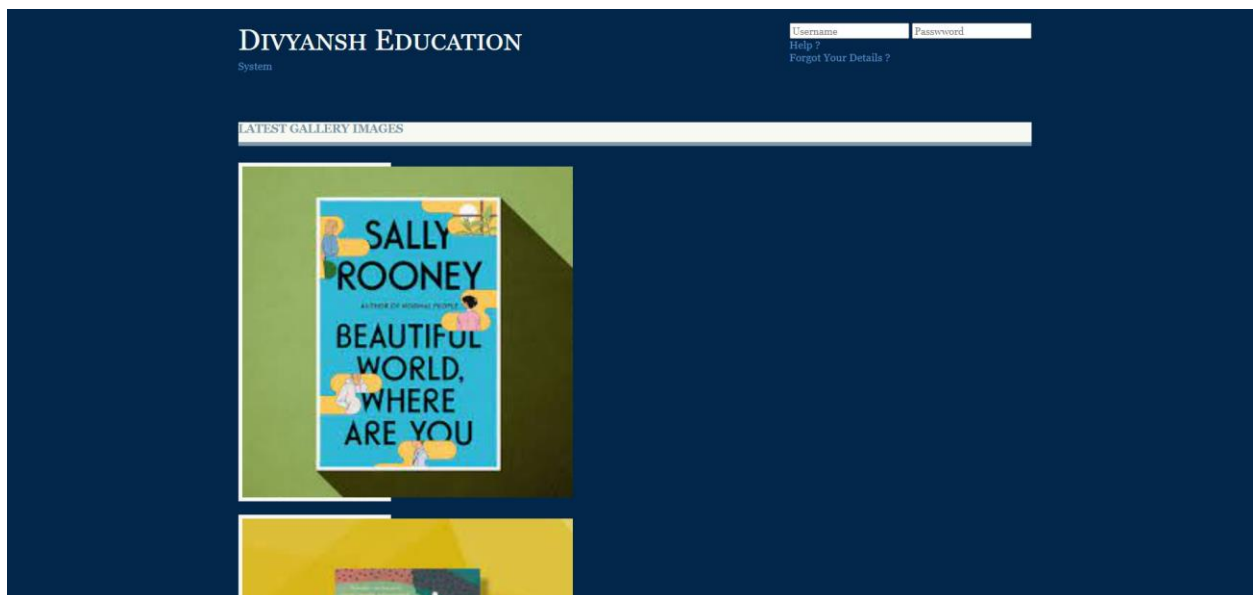 DIVYANSH EDUCATION
System
Username
Passwword
Help ?
Forgot Your Details ?
LATEST GALLERY IMAGES
SALLY
ROONEY
AUTHOR OF NORMAL PEOPLE
BEAUTIFUL
WORLD,
WHERE
ARE YOU